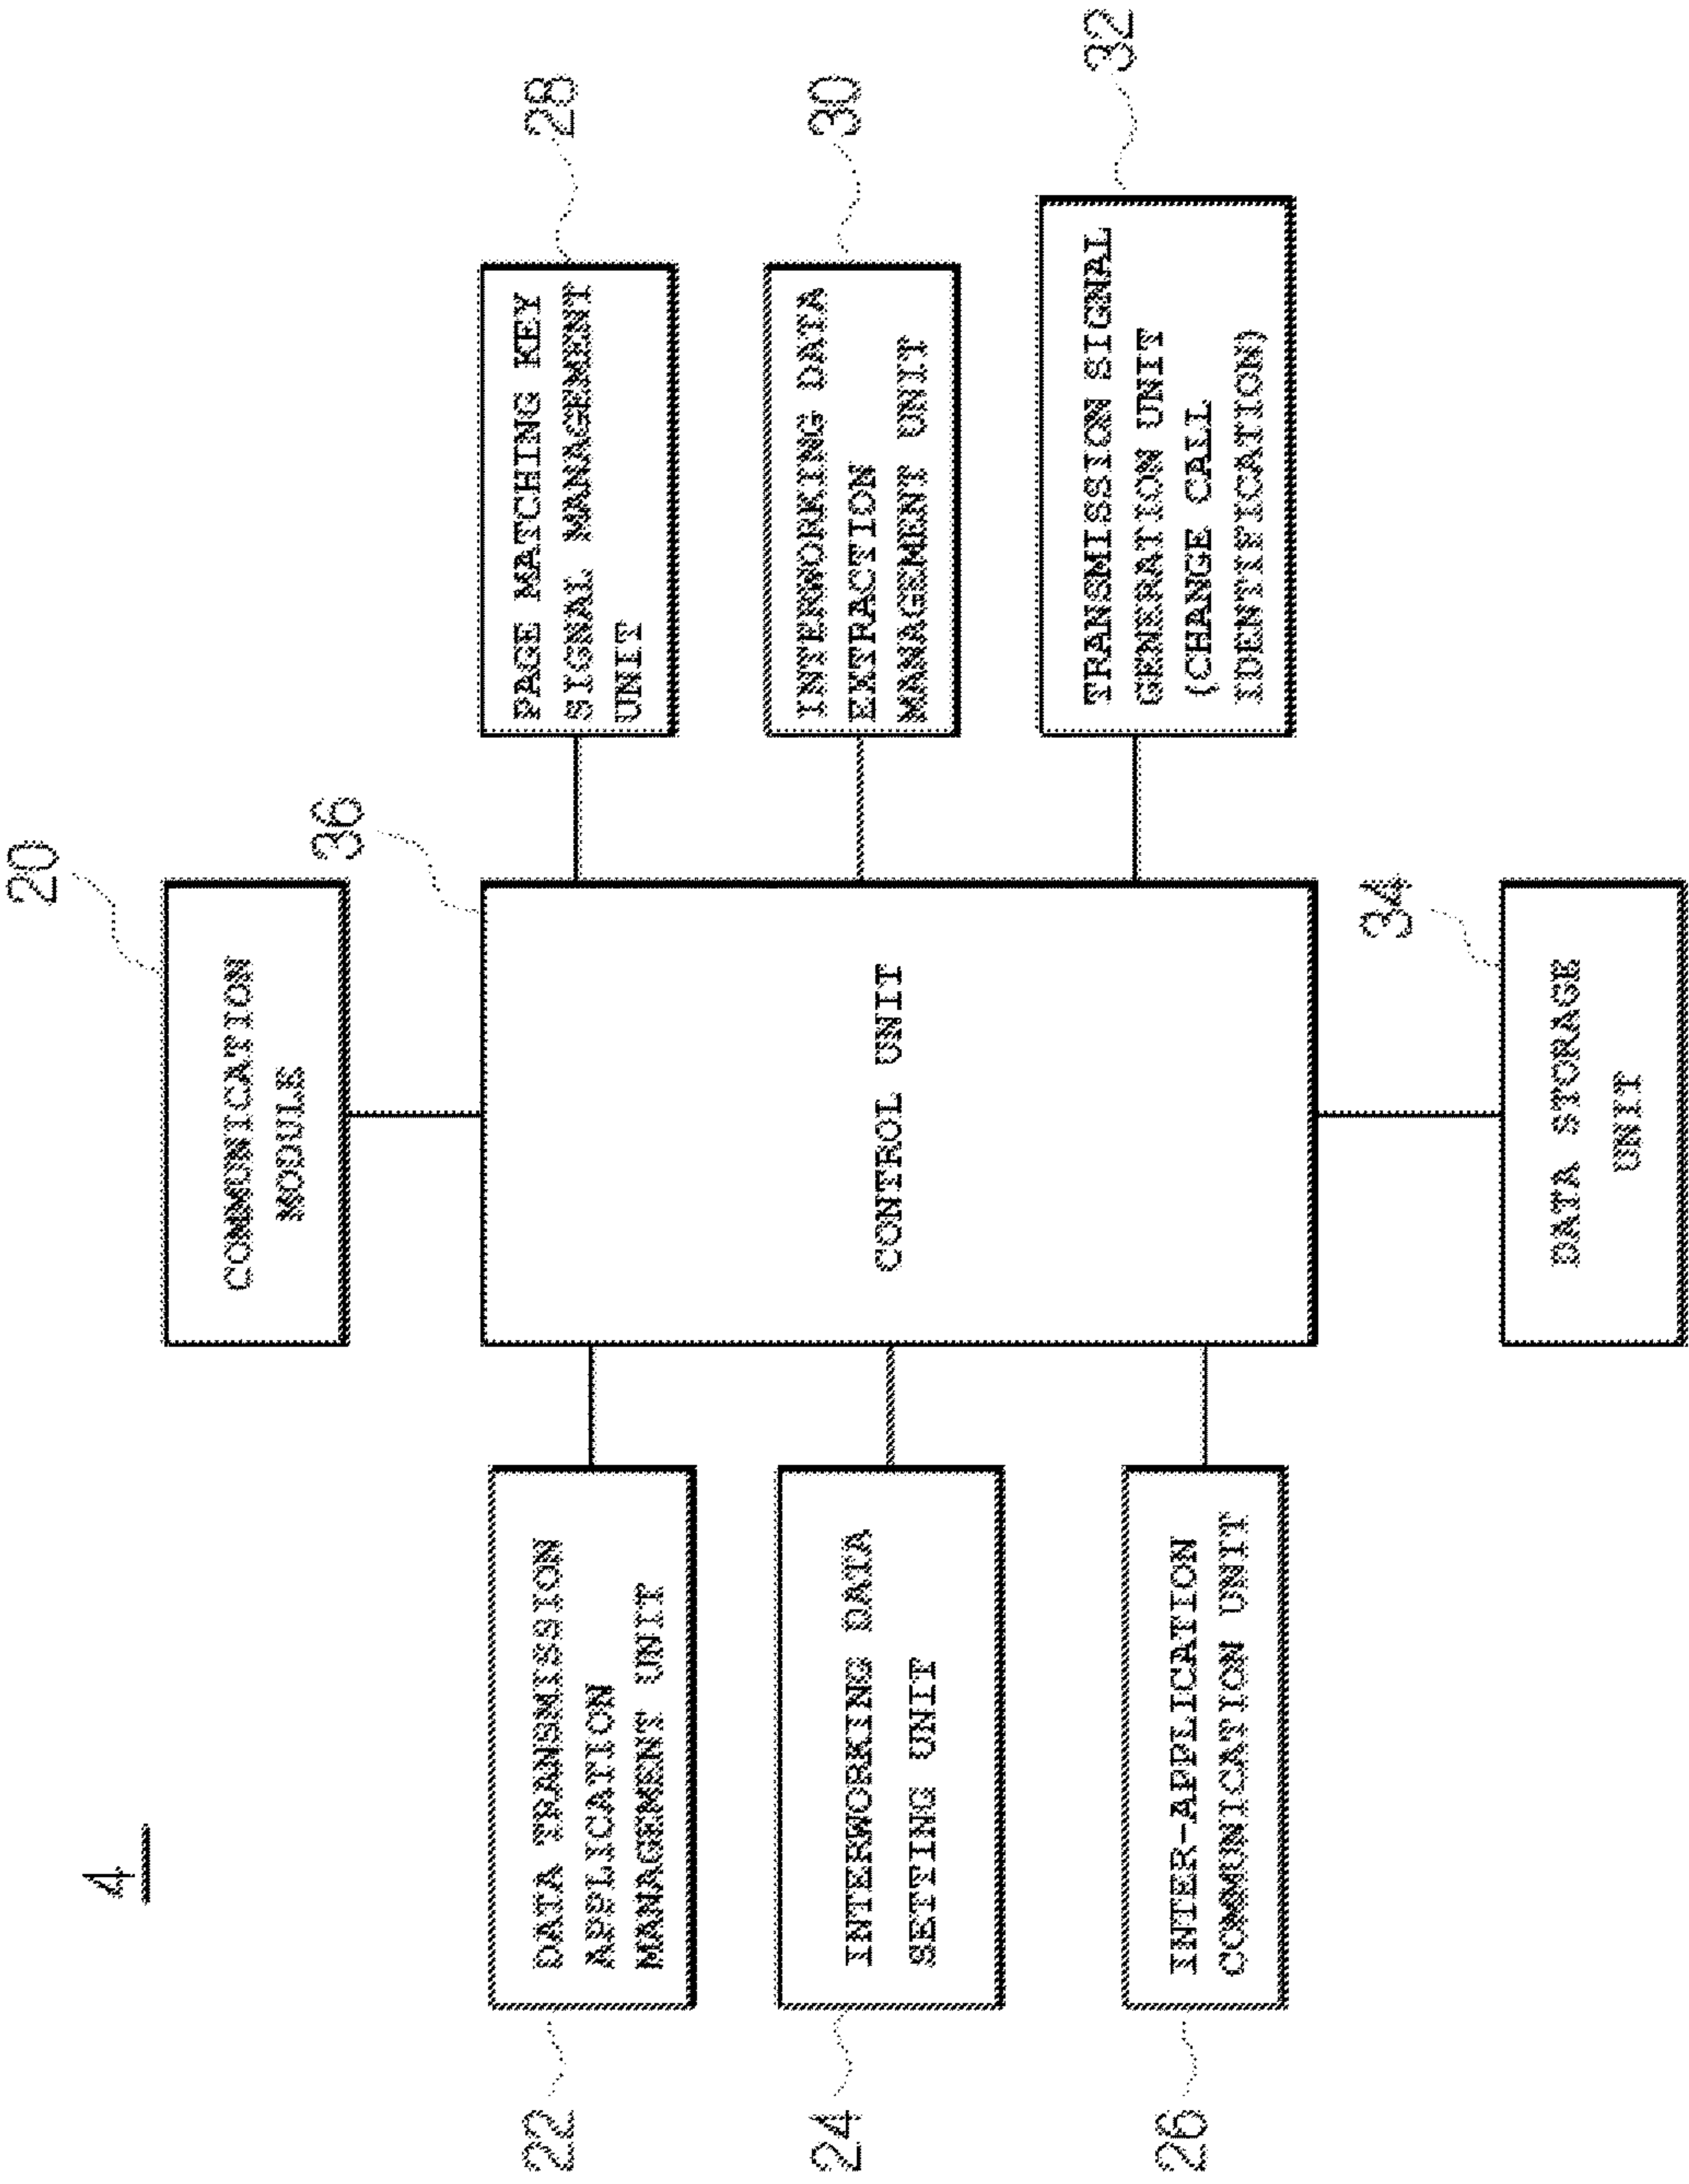 4
20
COMMUNICATION
MODULE
36
22
DATA TRANSMISSION
APPLICATION
MANAGEMENT UNIT
24
INTERWORKING DATA
SETTING UNIT
26
INTER-APPLICATION
COMMUNICATION UNIT
CONTROL UNIT
PAGE MATCHING KEY
SIGNAL MANAGEMENT
UNIT
28
INTERWORKING DATA
EXTRACTION
MANAGEMENT UNIT
30
TRANSMISSION SIGNAL
GENERATION UNIT
(CHANGE CALL
IDENTIFICATION)
32
34
DATA STORAGE
UNIT